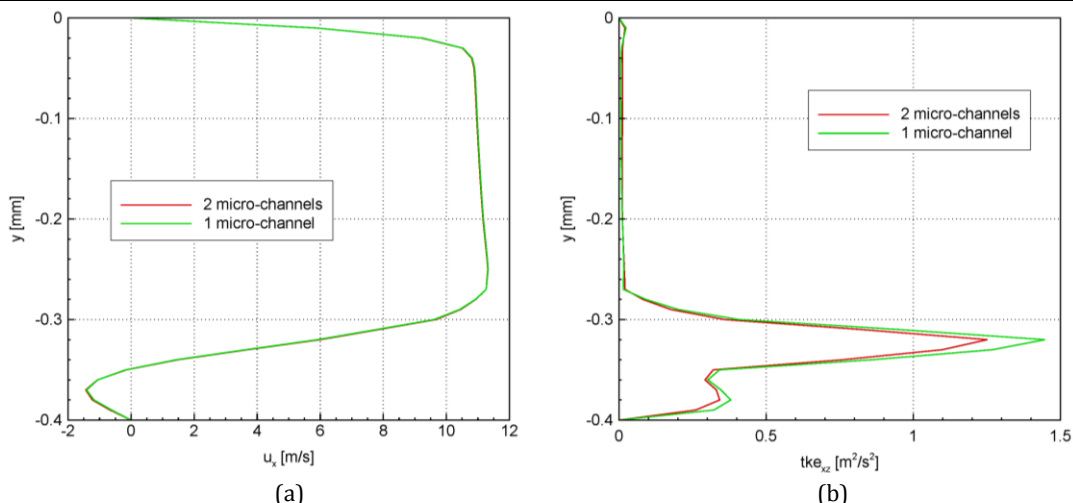 0
-0.1
-0.2
-0.3
-0.4
y [mm]
2 micro-channels
1 micro-channel
-2 0 2 4 6 8 10 12
uₓ [m/s]
(a)
0
-0.1
-0.2
-0.3
-0.4
y [mm]
2 micro-channels
1 micro-channel
0 0.5 1 1.5
tkeₓz [m²/s²]
(b)